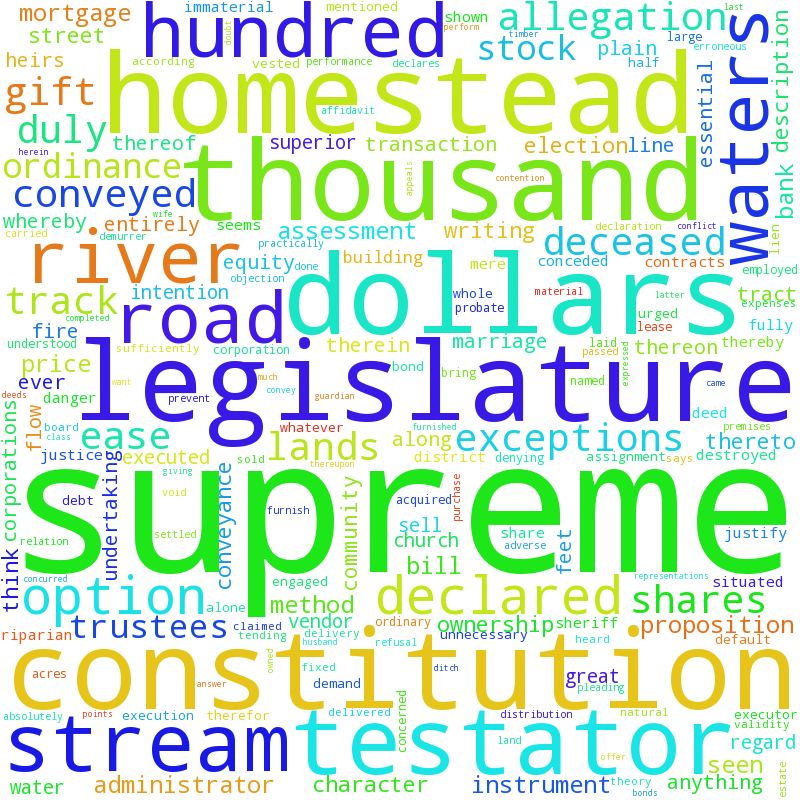 immaterial mentioned shown last
mortgage hundred allegation
street doubt perform timber large
heirs according vested performance declares stock plain erroneous
homestead half waters
gift affidavit essential description
duly thereof superior transaction election line bank
herein thousand appeals contention
ordinance
conveyed wife declaration conflict
whereby entirely seems assessment writing deceased lien
carried demurrer practically
river equity done building mere conceded contracts employed
objection
intention dollars whole material latter tract
track road probate expenses
fire corporation therein marriage urged lease laid thereon fully
understood completed sufficiently passed thereby
price legislature bond bring expressed
ever much want convey guardian named came
deeds danger prevent deed
corporations flow board class whatever furnished premises
ease lands along exceptions thereto
justice executed sold thereupon district denying assignment says destroyed
think undertaking giving void conveyance community purchase
debt supreme furnish acquired
settled sell share justify
relation church adverse feet
concurred engaged bill representations situated
option alone method declared shares
riparian trustees claimed vendor ordinary ownership sheriff proposition
tending delivery husband refusal unnecessary heard default
acres owned fixed constitution ditch great
answer demand pleading
absolutely points execution therefor delivered concerned distribution natural executor
validity
stream testator land regard
offer seen
water administrator character instrument theory anything estate
bonds